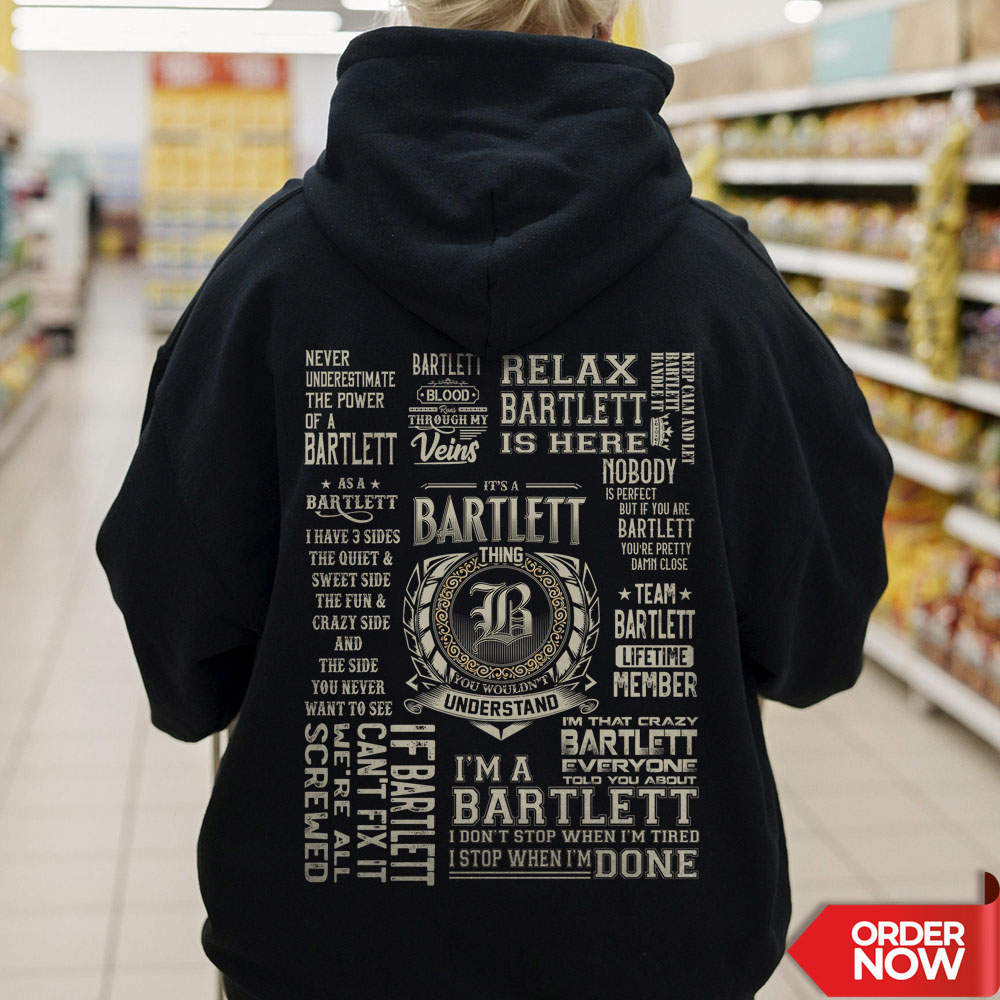 NEVER
UNDERESTIMATE
THE POWER
OF A
BARTLETT
BARTLETT
BLOOD
Runs
THROUGH MY
Veins
RELAX
BARTLETT
IS HERE
KEEP CALM AND LET
BARTLETT
HANDLE IT
NOBODY
IS PERFECT
BUT IF YOU ARE
BARTLETT
YOU'RE PRETTY
DAMN CLOSE
★ AS A ★
BARTLETT
I HAVE 3 SIDES
THE QUIET &
SWEET SIDE
THE FUN &
CRAZY SIDE
AND
THE SIDE
YOU NEVER
WANT TO SEE
IT'S A
BARTLETT
THING
B
YOU WOULDN'T
UNDERSTAND
★ TEAM ★
BARTLETT
LIFETIME
MEMBER
IF BARTLETT
CAN'T FIX IT
WE'RE ALL
SCREWED
I'M THAT CRAZY
BARTLETT
EVERYONE
TOLD YOU ABOUT
I'M A
BARTLETT
I DON'T STOP WHEN I'M TIRED
I STOP WHEN I'M DONE
ORDER
NOW